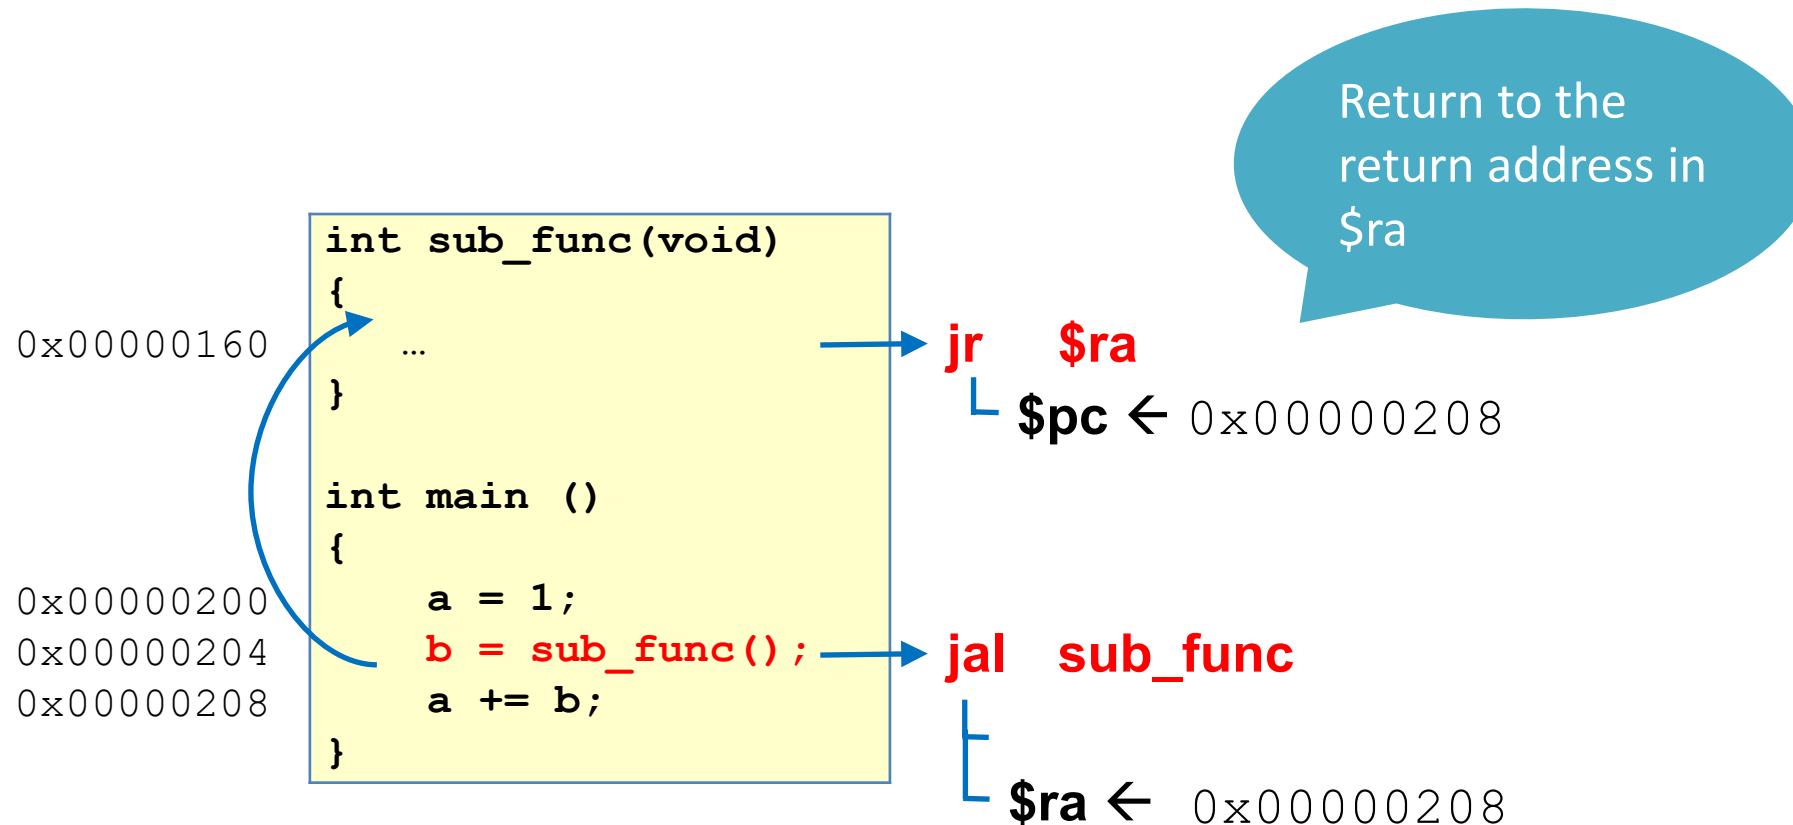 Return to the
return address in
$ra
int sub_func(void)
{
0x00000160 … jr $ra
}
$pc ← 0x00000208
int main ()
{
0x00000200 a = 1;
0x00000204 b = sub_func(); jal sub_func
0x00000208 a += b;
}
$ra ← 0x00000208